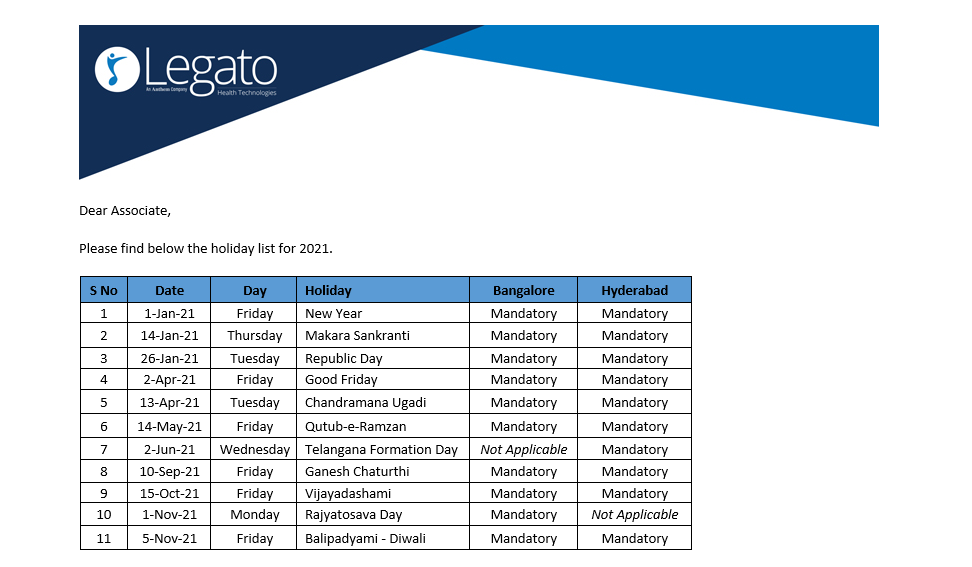 Legato
An Anthem Company
Health Technologies
Dear Associate,
Please find below the holiday list for 2021.
S No Date Day Holiday Bangalore Hyderabad
1 1-Jan-21 Friday New Year Mandatory Mandatory
2 14-Jan-21 Thursday Makara Sankranti Mandatory Mandatory
3 26-Jan-21 Tuesday Republic Day Mandatory Mandatory
4 2-Apr-21 Friday Good Friday Mandatory Mandatory
5 13-Apr-21 Tuesday Chandramana Ugadi Mandatory Mandatory
6 14-May-21 Friday Qutub-e-Ramzan Mandatory Mandatory
7 2-Jun-21 Wednesday Telangana Formation Day Not Applicable Mandatory
8 10-Sep-21 Friday Ganesh Chaturthi Mandatory Mandatory
9 15-Oct-21 Friday Vijayadashami Mandatory Mandatory
10 1-Nov-21 Monday Rajyatosava Day Mandatory Not Applicable
11 5-Nov-21 Friday Balipadyami - Diwali Mandatory Mandatory